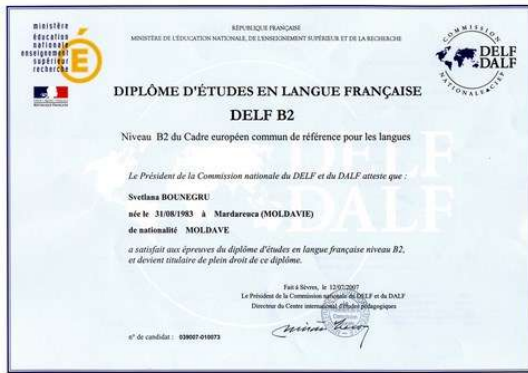 ministère
éducation
nationale
enseignement
supérieur
recherche
RÉPUBLIQUE FRANÇAISE
MINISTÈRE DE L'ÉDUCATION NATIONALE, DE L'ENSEIGNEMENT SUPÉRIEUR ET DE LA RECHERCHE
COMMISSION
DELF
DALF
NATIONALE
DIPLÔME D'ÉTUDES EN LANGUE FRANÇAISE
DELF B2
Niveau B2 du Cadre européen commun de référence pour les langues
Le Président de la Commission nationale du DELF et du DALF atteste que :
Svetlana BOUNEGRU
née le 31/08/1983 à Mardareuca (MOLDAVIE)
de nationalité MOLDAVE
a satisfait aux épreuves du diplôme d'études en langue française niveau B2,
et devient titulaire de plein droit de ce diplôme.
Fait à Sèvres, le 12/07/2007
Le Président de la Commission nationale du DELF et du DALF
Directeur du Centre international d'études pédagogiques
n° de candidat : 039007-010073
DELF
DALF